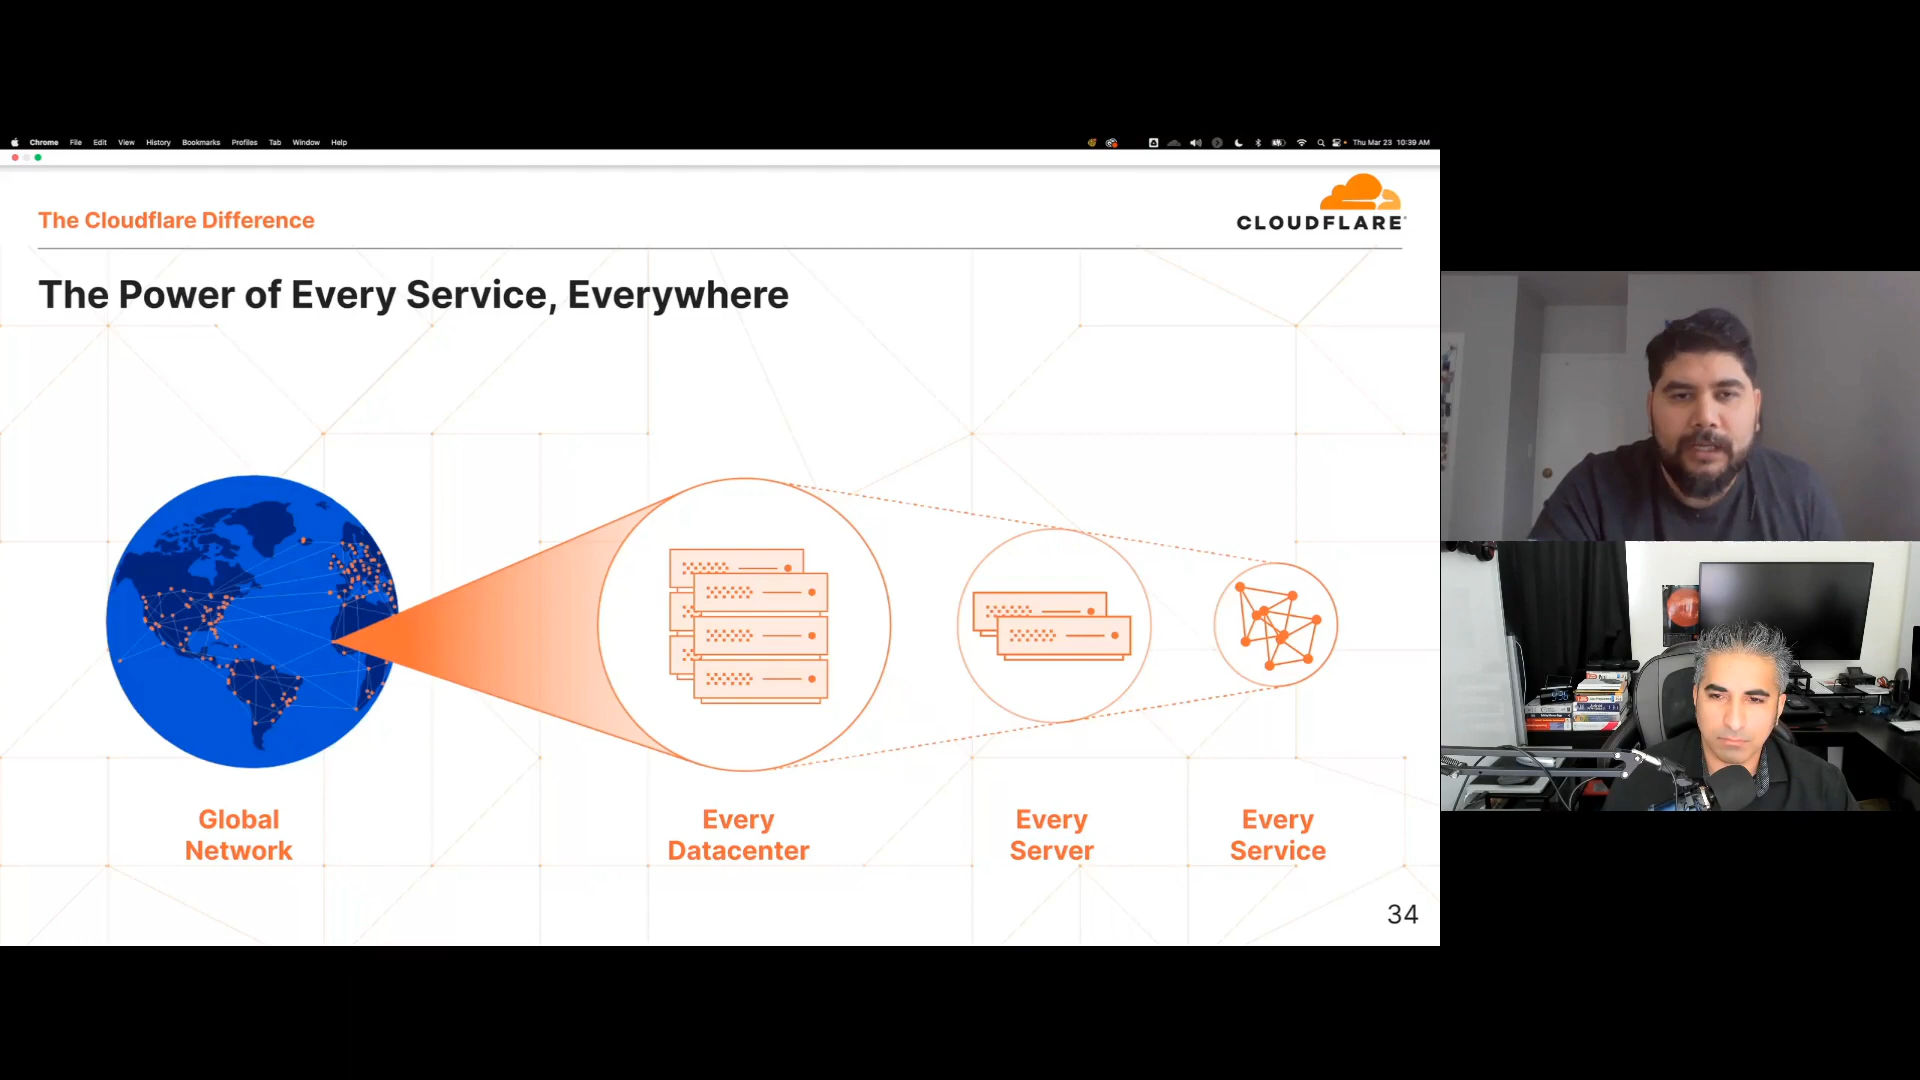 Chrome File Edit View History Bookmarks Profiles Tab Window Help Thu Mar 23 10:39 AM
The Cloudflare Difference
CLOUDFLARE
The Power of Every Service, Everywhere
Global
Network
Every
Datacenter
Every
Server
Every
Service
34